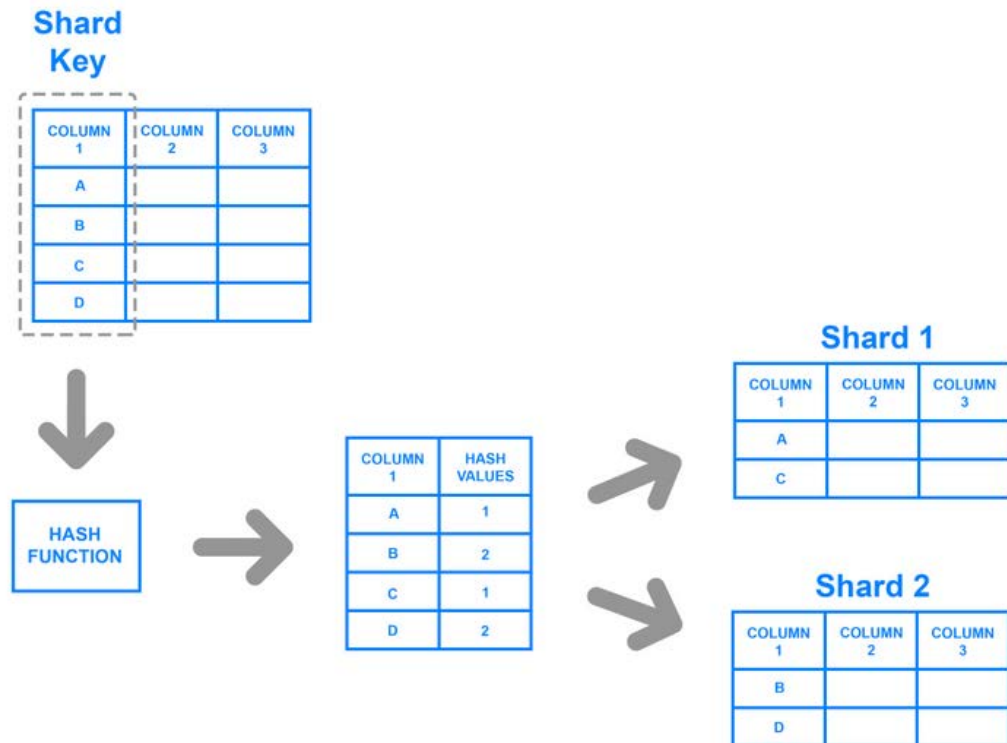 Shard
Key
COLUMN COLUMN COLUMN
1 2 3
A
B
C
D
HASH
FUNCTION
COLUMN HASH
1 VALUES
A 1
B 2
C 1
D 2
Shard 1
COLUMN COLUMN COLUMN
1 2 3
A
C
Shard 2
COLUMN COLUMN COLUMN
1 2 3
B
D